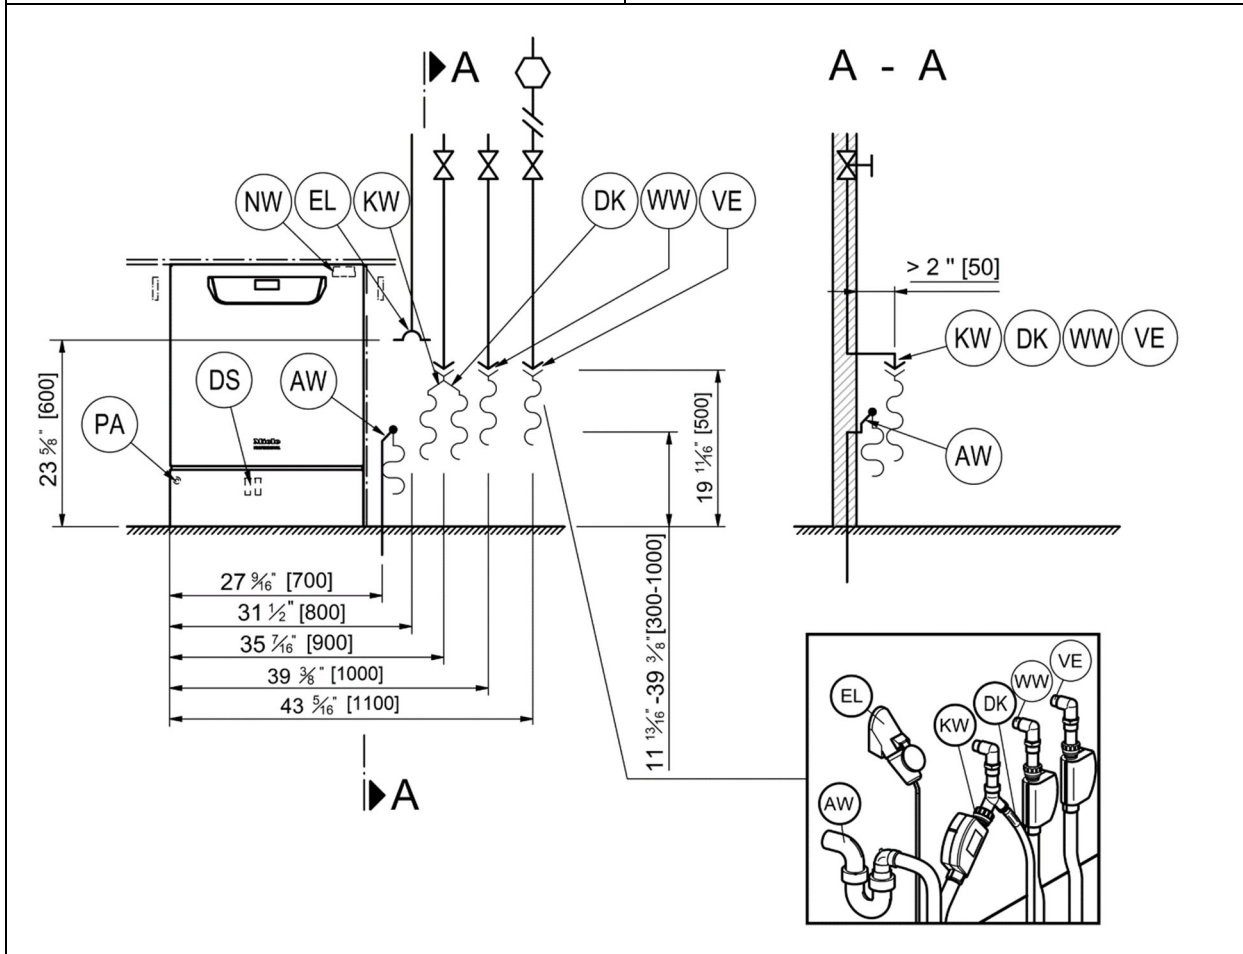 A
A - A
NW EL KW DK WW VE
> 2 " [50]
KW DK WW VE
DS AW
PA
AW
Miele
23 5/8" [600]
19 11/16" [500]
11 13/16" -39 3/8" [300-1000]
27 9/16" [700]
31 1/2" [800]
35 7/16" [900]
39 3/8" [1000]
43 5/16" [1100]
A
VE
WW
EL
DK
KW
AW